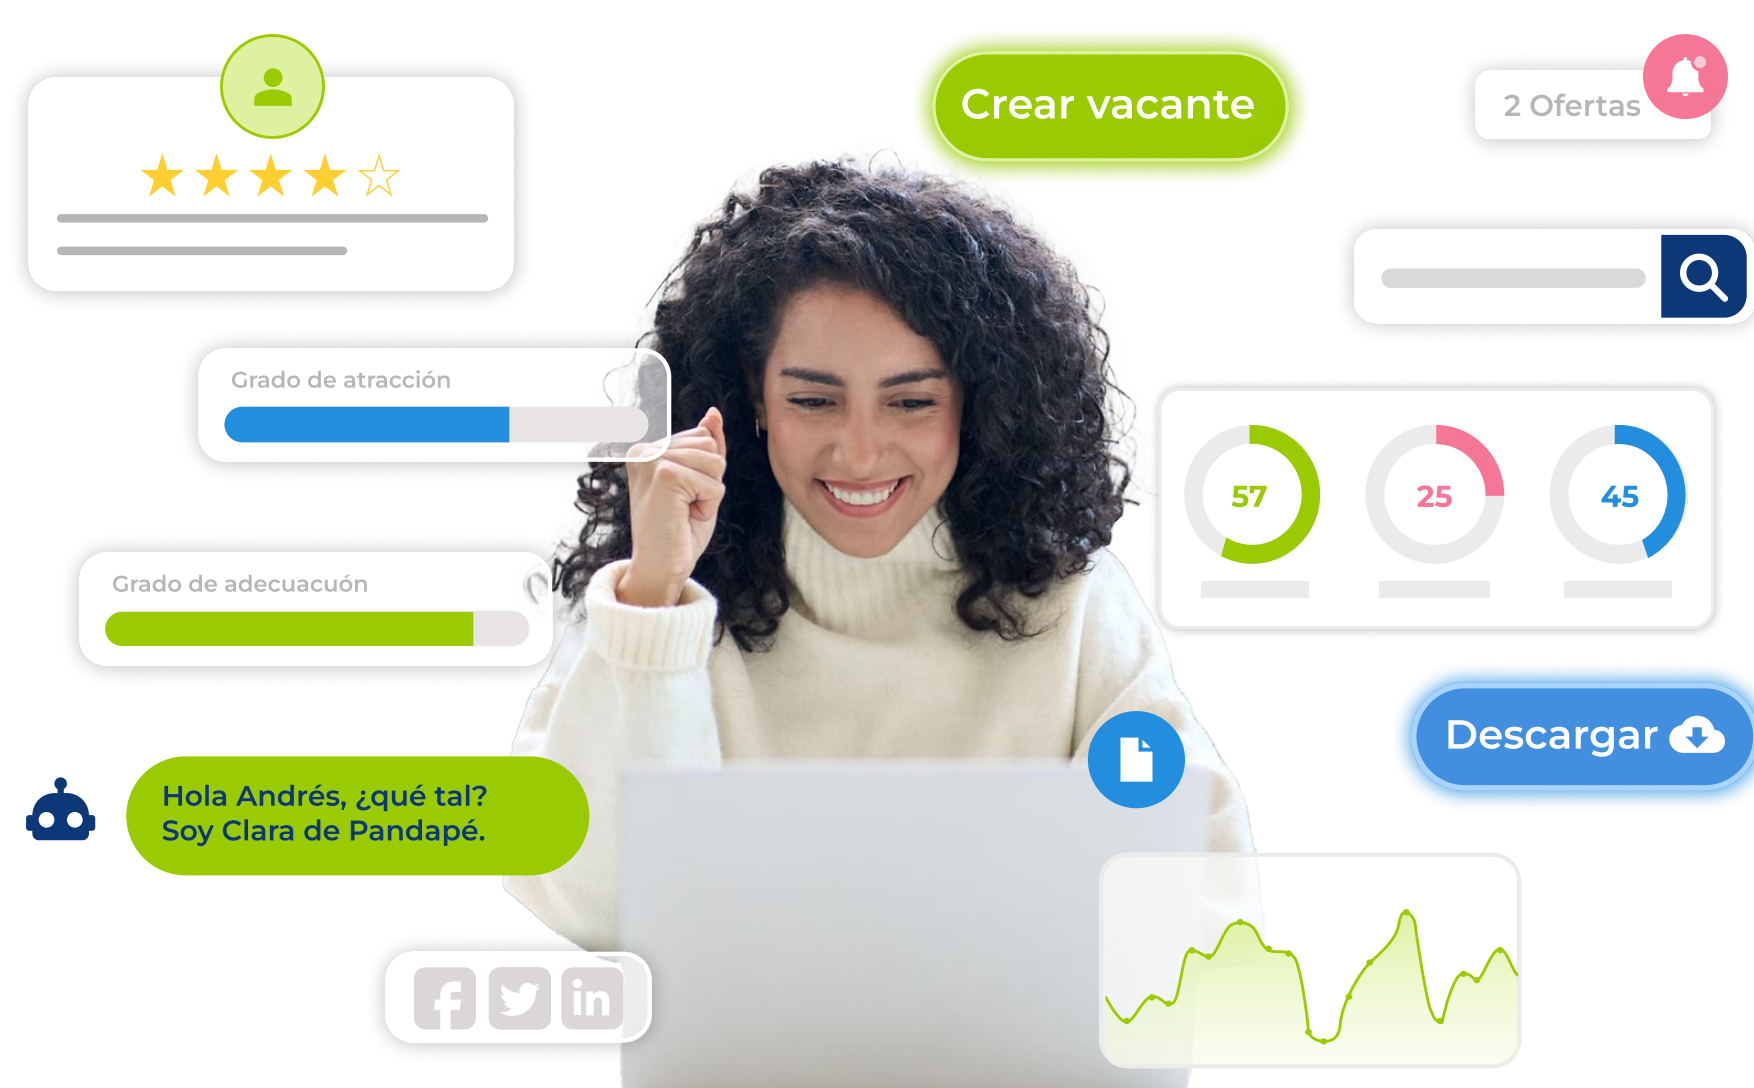 Crear vacante
2 Ofertas
Grado de atracción
57
25
45
Grado de adecuacuón
Descargar
Hola Andrés, ¿qué tal?
Soy Clara de Pandapé.